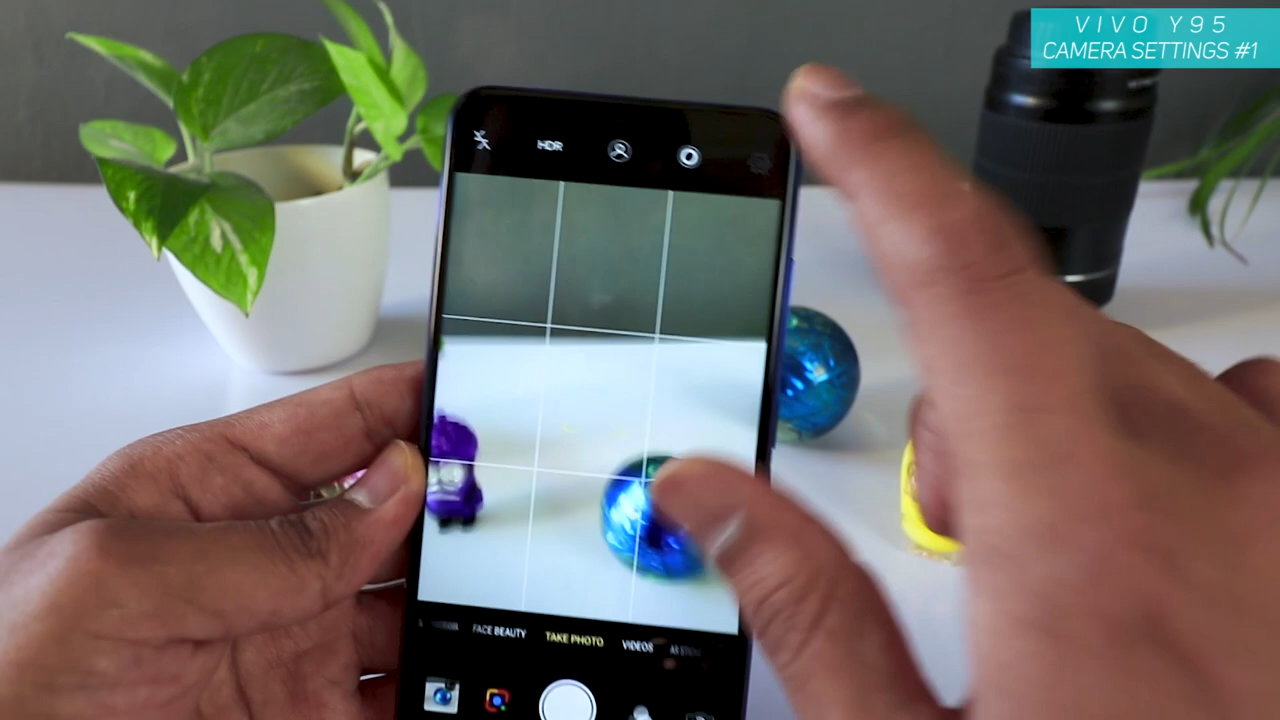 VIVO Y95
CAMERA SETTINGS #1
HDR
FACE BEAUTY
TAKE PHOTO
VIDEOS